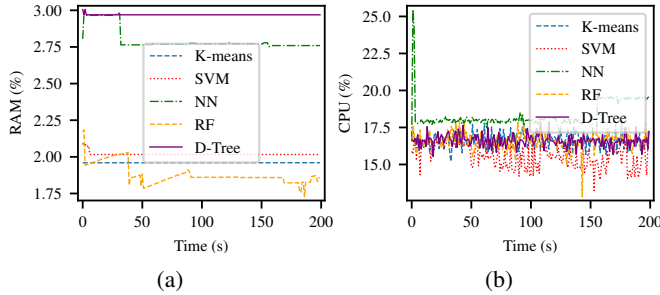 3.00
2.75
2.50
2.25
2.00
1.75
RAM (%)
K-means
SVM
NN
RF
D-Tree
0 50 100 150 200
Time (s)
(a)
25.0
22.5
20.0
17.5
15.0
CPU (%)
K-means
SVM
NN
RF
D-Tree
0 50 100 150 200
Time (s)
(b)